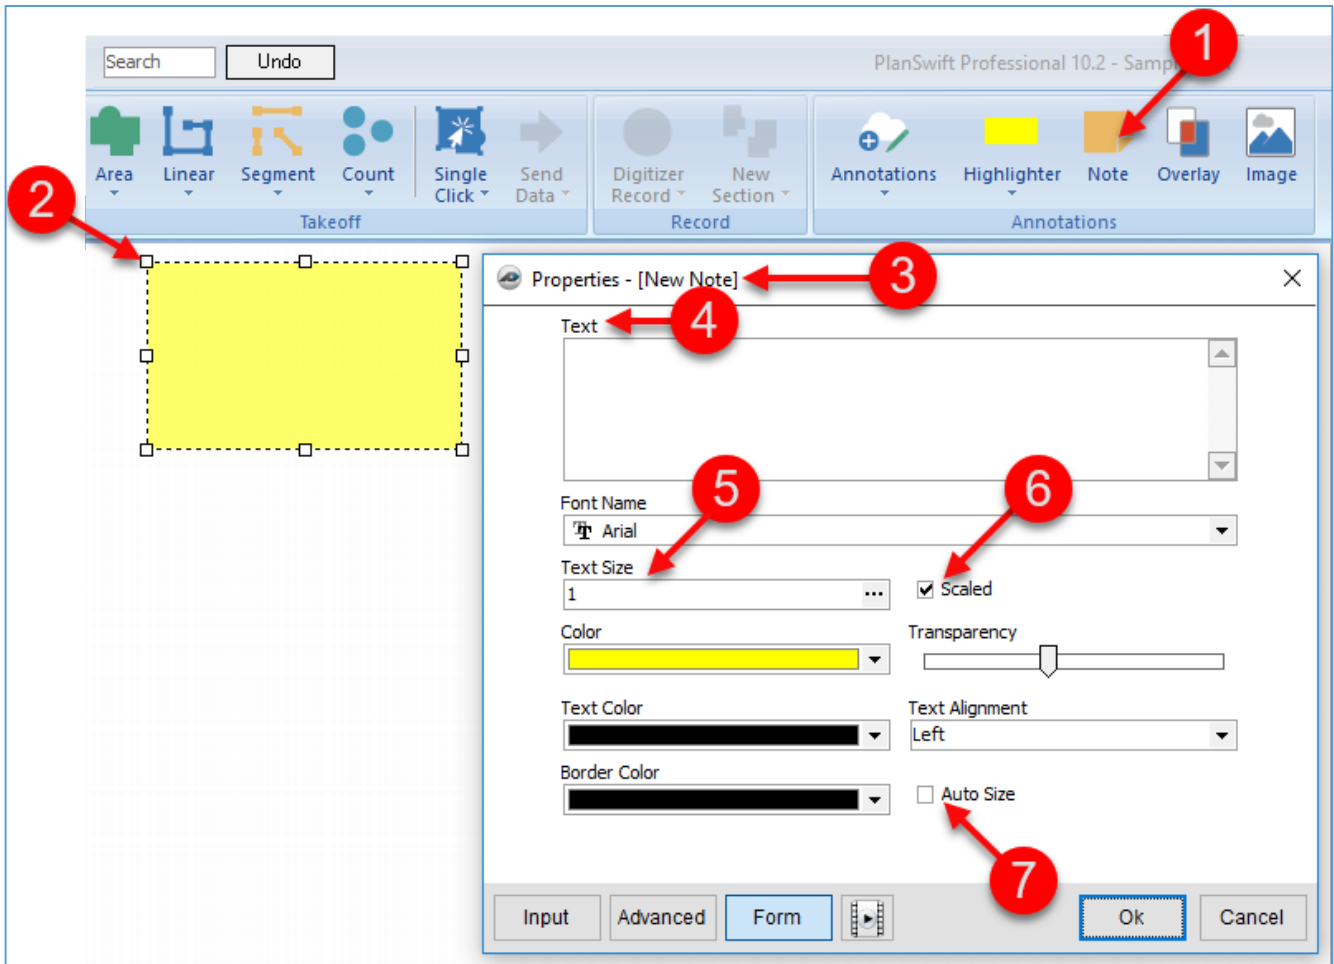 1
Search
Undo
PlanSwift Professional 10.2 - Samp
Area
Linear
Segment
Count
Single Click
Send Data
Digitizer Record
New Section
Annotations
Highlighter
Note
Overlay
Image
Takeoff
Record
Annotations
2
Properties - [New Note]
3
Text
4
Font Name
5
6
Arial
Text Size
1
...
Scaled
Color
Transparency
Text Color
Text Alignment
Left
Border Color
Auto Size
7
Input
Advanced
Form
Ok
Cancel